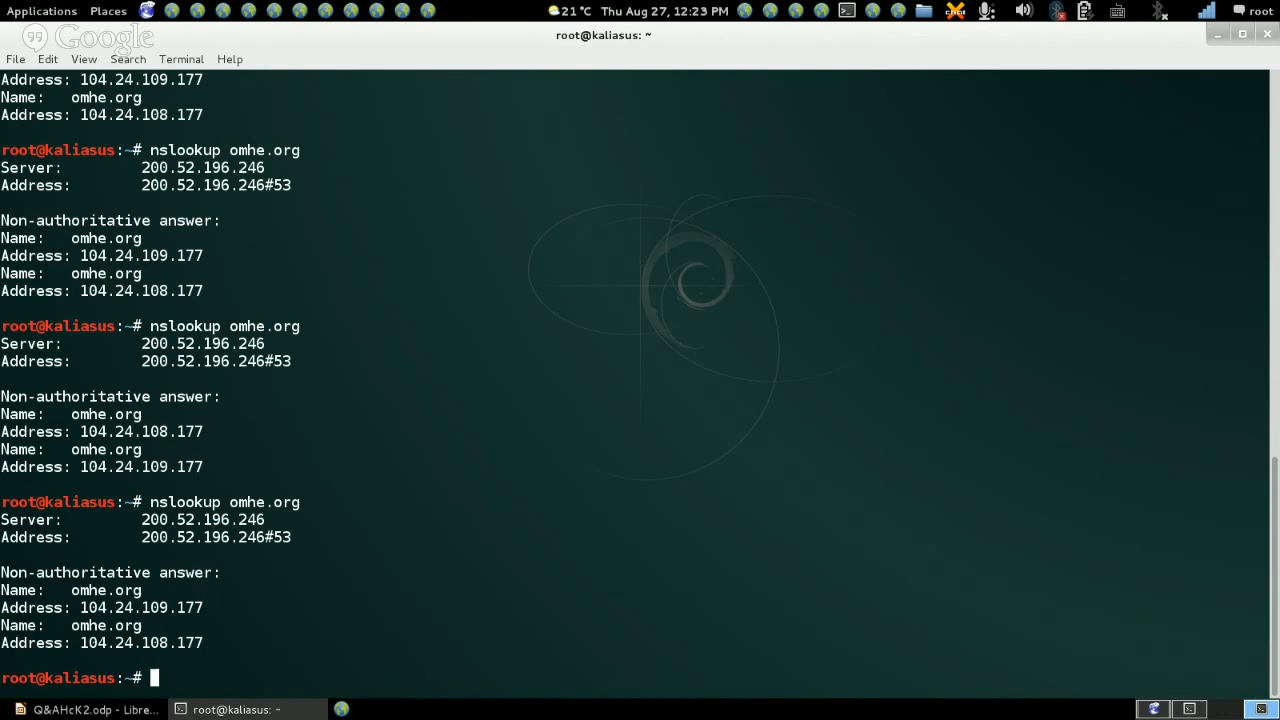 Applications Places 21 °C Thu Aug 27, 12:23 PM root
Google
root@kaliasus: ~
File Edit View Search Terminal Help
Address: 104.24.109.177
Name: omhe.org
Address: 104.24.108.177
root@kaliasus:~# nslookup omhe.org
Server: 200.52.196.246
Address: 200.52.196.246#53
Non-authoritative answer:
Name: omhe.org
Address: 104.24.109.177
Name: omhe.org
Address: 104.24.108.177
root@kaliasus:~# nslookup omhe.org
Server: 200.52.196.246
Address: 200.52.196.246#53
Non-authoritative answer:
Name: omhe.org
Address: 104.24.108.177
Name: omhe.org
Address: 104.24.109.177
root@kaliasus:~# nslookup omhe.org
Server: 200.52.196.246
Address: 200.52.196.246#53
Non-authoritative answer:
Name: omhe.org
Address: 104.24.109.177
Name: omhe.org
Address: 104.24.108.177
root@kaliasus:~#
Q&AHcK2.odp - Libre... root@kaliasus: ~